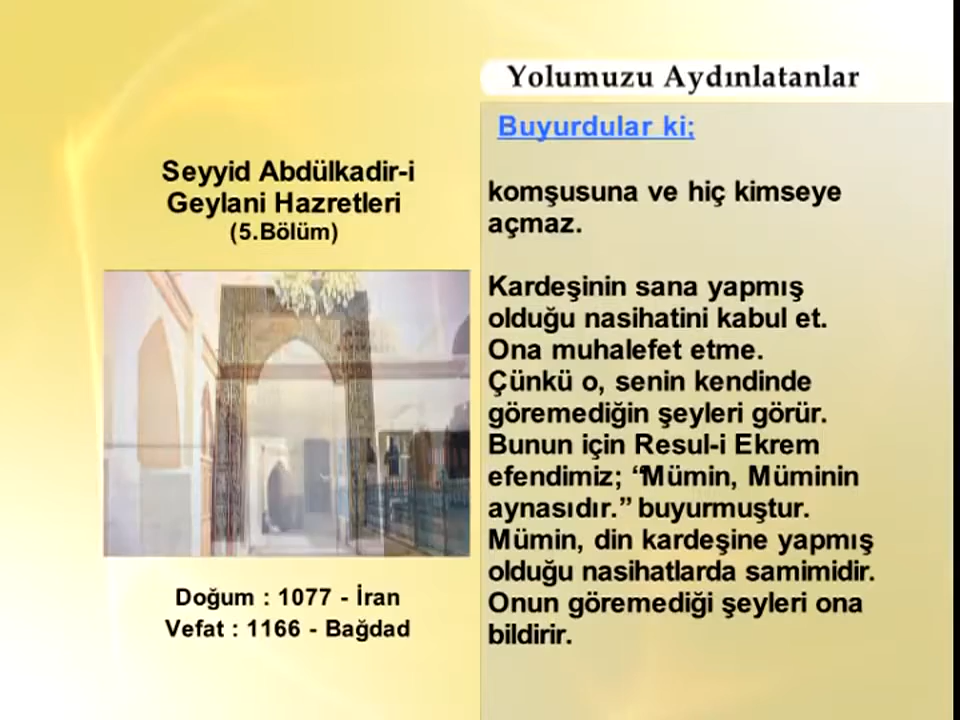 Yolumuzu Aydınlatanlar
Seyyid Abdülkadir-i
Geylani Hazretleri
(5.Bölüm)
Doğum : 1077 - İran
Vefat : 1166 - Bağdad
Buyurdular ki;
komşusuna ve hiç kimseye
açmaz.
Kardeşinin sana yapmış
olduğu nasihatini kabul et.
Ona muhalefet etme.
Çünkü o, senin kendinde
göremediğin şeyleri görür.
Bunun için Resul-i Ekrem
efendimiz; “Mümin, Müminin
aynasıdır.” buyurmuştur.
Mümin, din kardeşine yapmış
olduğu nasihatlarda samimidir.
Onun göremediği şeyleri ona
bildirir.